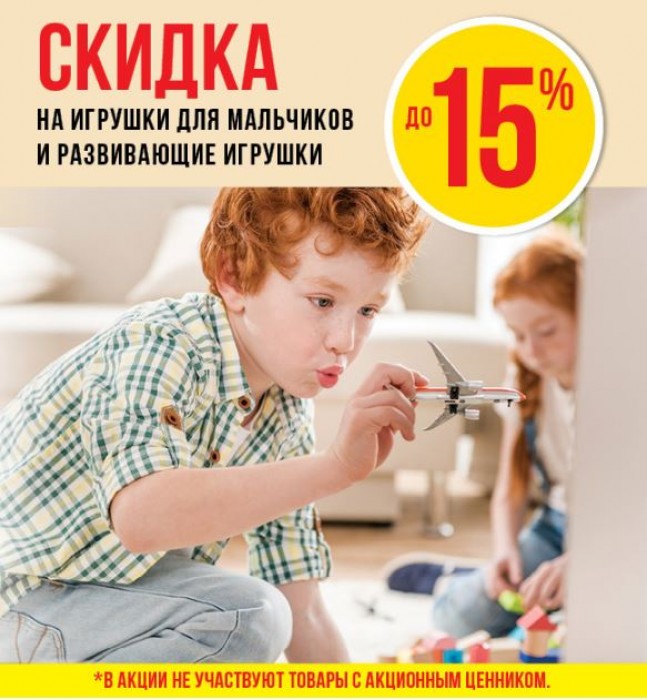 СКИДКА
НА ИГРУШКИ ДЛЯ МАЛЬЧИКОВ
И РАЗВИВАЮЩИЕ ИГРУШКИ
ДО 15%
*В АКЦИИ НЕ УЧАСТВУЮТ ТОВАРЫ С АКЦИОННЫМ ЦЕННИКОМ.